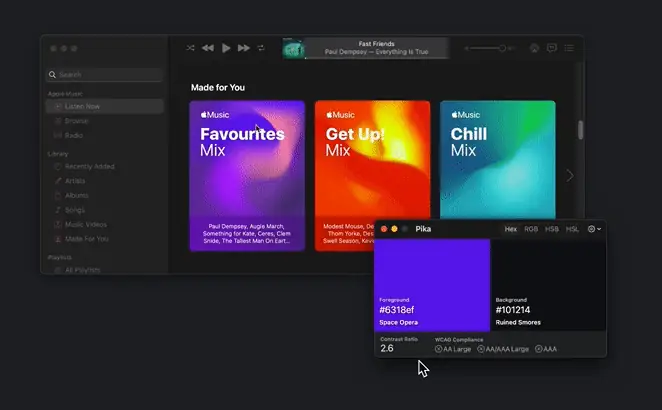 Fast Friends
Paul Dempsey — Everything Is True
Search
Apple Music
Listen Now
Browse
Radio
Library
Recently Added
Artists
Albums
Songs
Music Videos
Made For You
Playlists
All Playlists
Made for You
Music
Favourites
Mix
Paul Dempsey, Augie March,
Something for Kate, Ceres, Clem
Snide, The Tallest Man On Eart...
Music
Get Up!
Mix
Modest Mouse, De
Thom Yorke, Des
Swell Season, Kev
Music
Chill
Mix
Pika
Hex
RGB
HSB
HSL
Foreground
#6318ef
Space Opera
Background
#101214
Ruined Smores
Contrast Ratio
2.6
WCAG Compliance
AA Large
AA/AAA Large
AAA